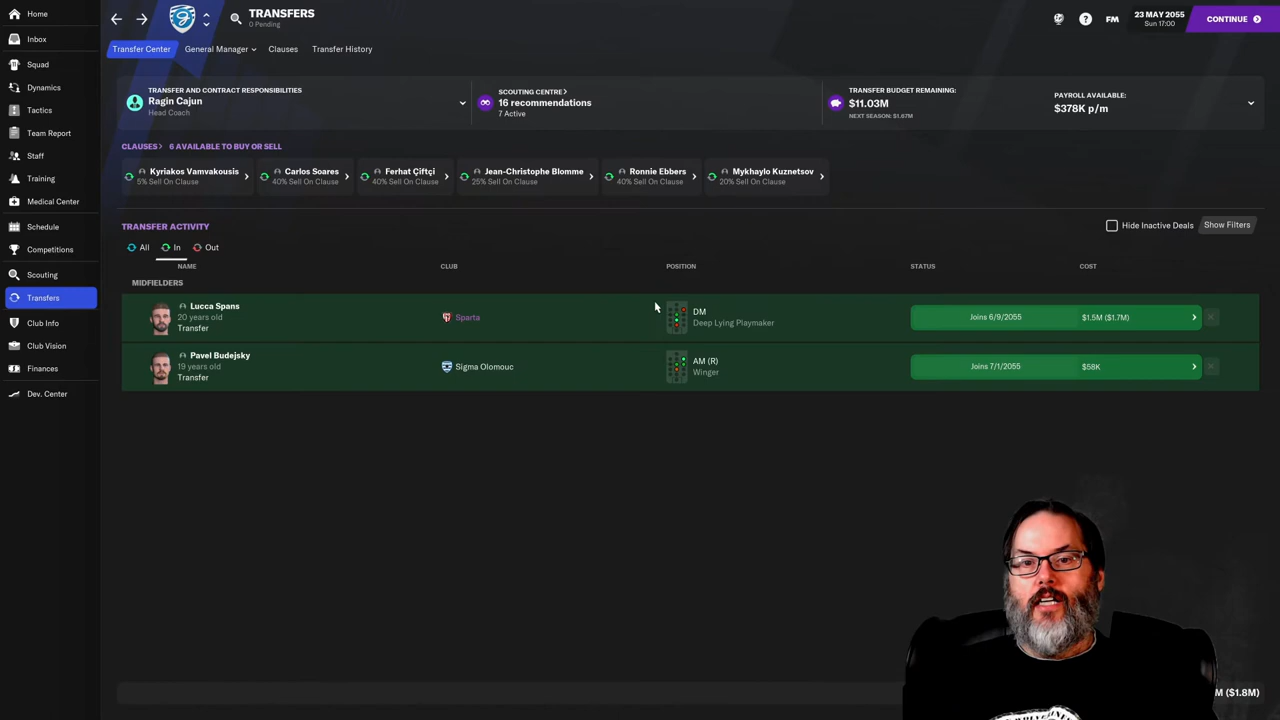 Home
Inbox
Squad
Dynamics
Tactics
Team Report
Staff
Training
Medical Center
Schedule
Competitions
Scouting
Transfers
Club Info
Club Vision
Finances
Dev. Center
TRANSFERS
0 Pending
FM
23 MAY 2055
Sun 17:00
CONTINUE
Transfer Center
General Manager
Clauses
Transfer History
TRANSFER AND CONTRACT RESPONSIBILITIES
Ragin Cajun
Head Coach
SCOUTING CENTRE
16 recommendations
7 Active
TRANSFER BUDGET REMAINING:
$11.03M
NEXT SEASON: $1.67M
PAYROLL AVAILABLE:
$378K p/m
CLAUSES 6 AVAILABLE TO BUY OR SELL
Kyriakos Vamvakousis
5% Sell On Clause
Carlos Soares
40% Sell On Clause
Ferhat Çiftçi
40% Sell On Clause
Jean-Christophe Blomme
25% Sell On Clause
Ronnie Ebbers
40% Sell On Clause
Mykhaylo Kuznetsov
20% Sell On Clause
TRANSFER ACTIVITY
Hide Inactive Deals
Show Filters
All In Out
NAME CLUB POSITION STATUS COST
MIDFIELDERS
Lucca Spans
20 years old
Transfer
Sparta
DM
Deep Lying Playmaker
Joins 6/9/2055
$1.5M ($1.7M)
Pavel Budejsky
19 years old
Transfer
Sigma Olomouc
AM (R)
Winger
Joins 7/1/2055
$58K
M ($1.8M)